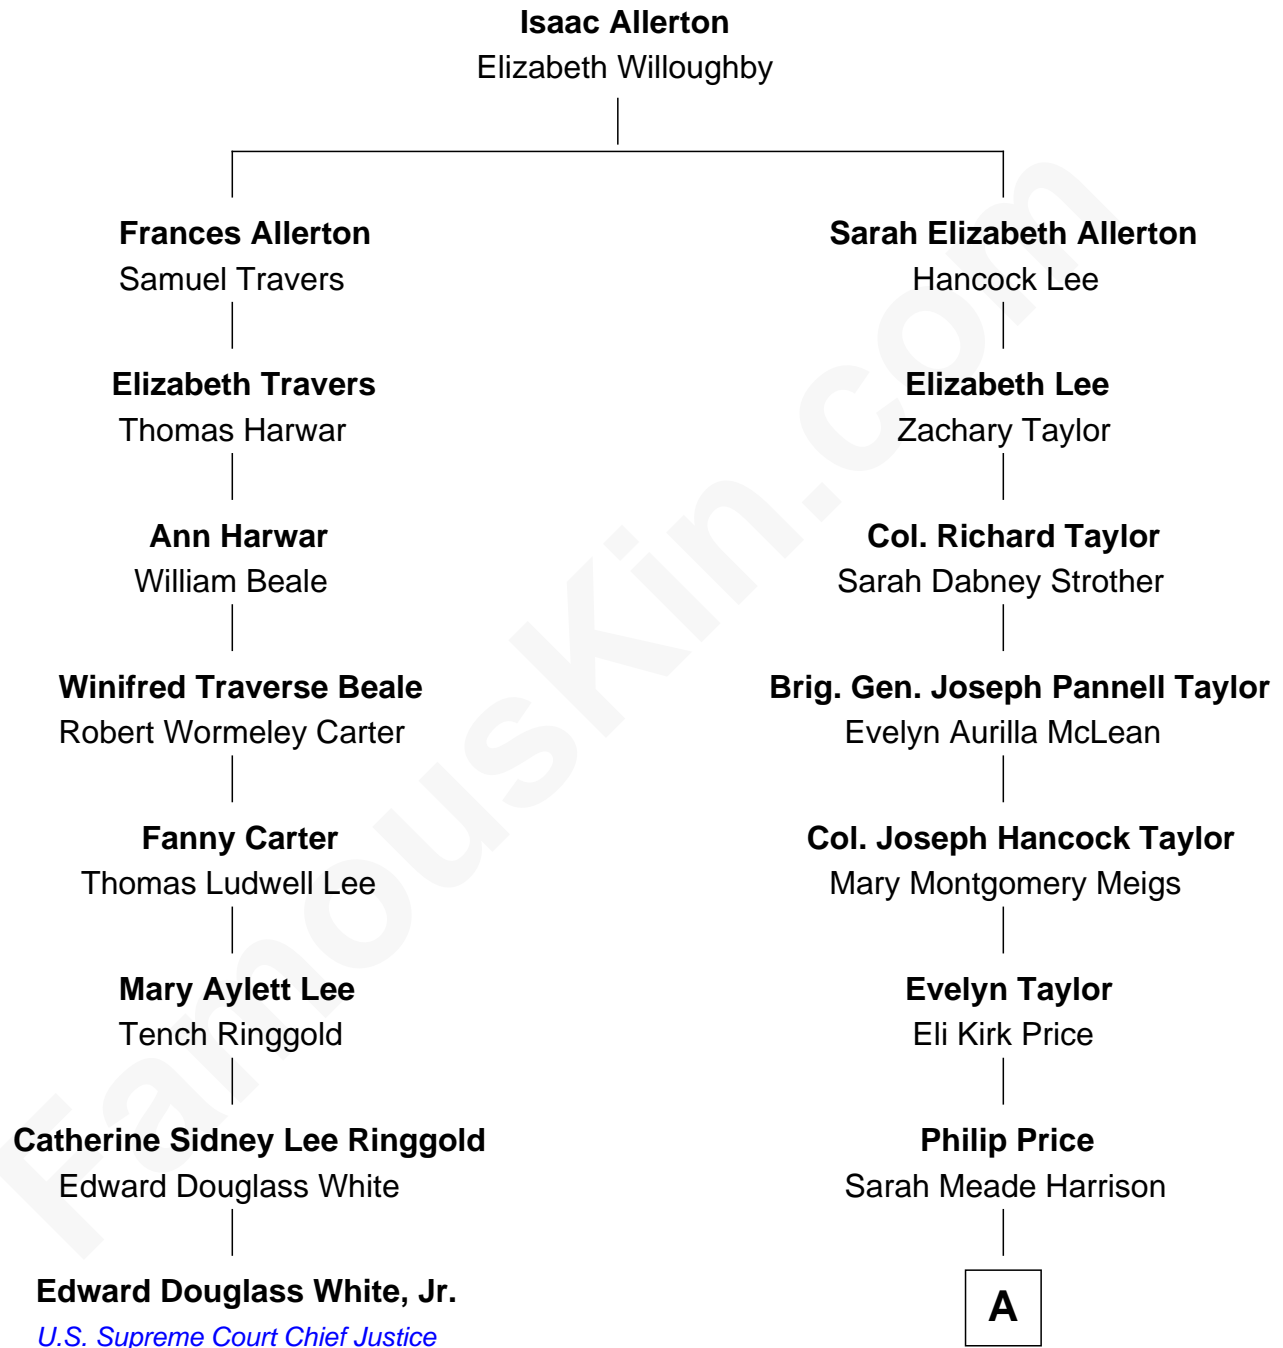 Isaac Allerton
Elizabeth Willoughby
Frances Allerton
Samuel Travers
Sarah Elizabeth Allerton
Hancock Lee
Elizabeth Travers
Thomas Harwar
Elizabeth Lee
Zachary Taylor
Ann Harwar
William Beale
Col. Richard Taylor
Sarah Dabney Strother
Winifred Traverse Beale
Robert Wormeley Carter
Brig. Gen. Joseph Pannell Taylor
Evelyn Aurilla McLean
Fanny Carter
Thomas Ludwell Lee
Col. Joseph Hancock Taylor
Mary Montgomery Meigs
Mary Aylett Lee
Tench Ringgold
Evelyn Taylor
Eli Kirk Price
Catherine Sidney Lee Ringgold
Edward Douglass White
Philip Price
Sarah Meade Harrison
Edward Douglass White, Jr.
U.S. Supreme Court Chief Justice
A
FamousKin.com